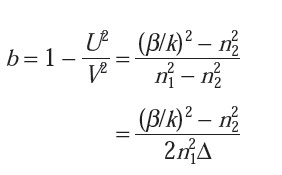 b = 1 − U²/V² = ((β/k)² − n₂²)/(n₁² − n₂²)
= ((β/k)² − n₂²)/(2n₁²Δ)